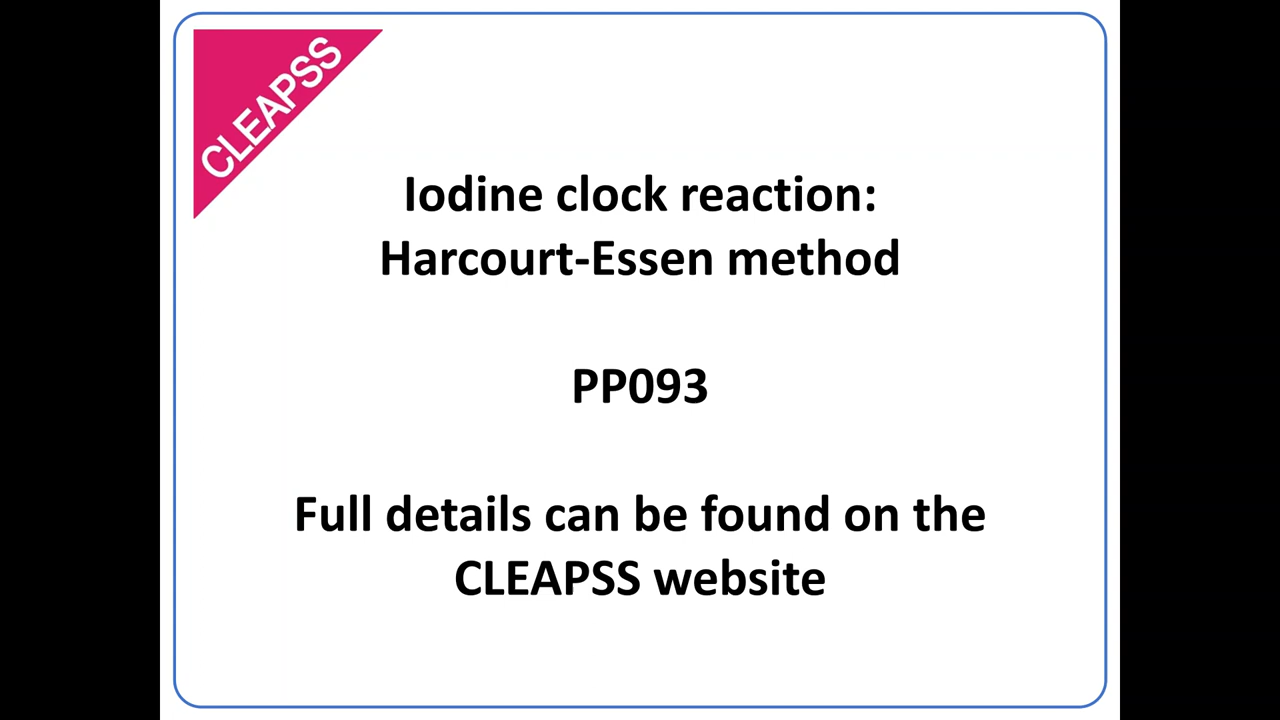 CLEAPSS
Iodine clock reaction:
Harcourt-Essen method
PP093
Full details can be found on the
CLEAPSS website